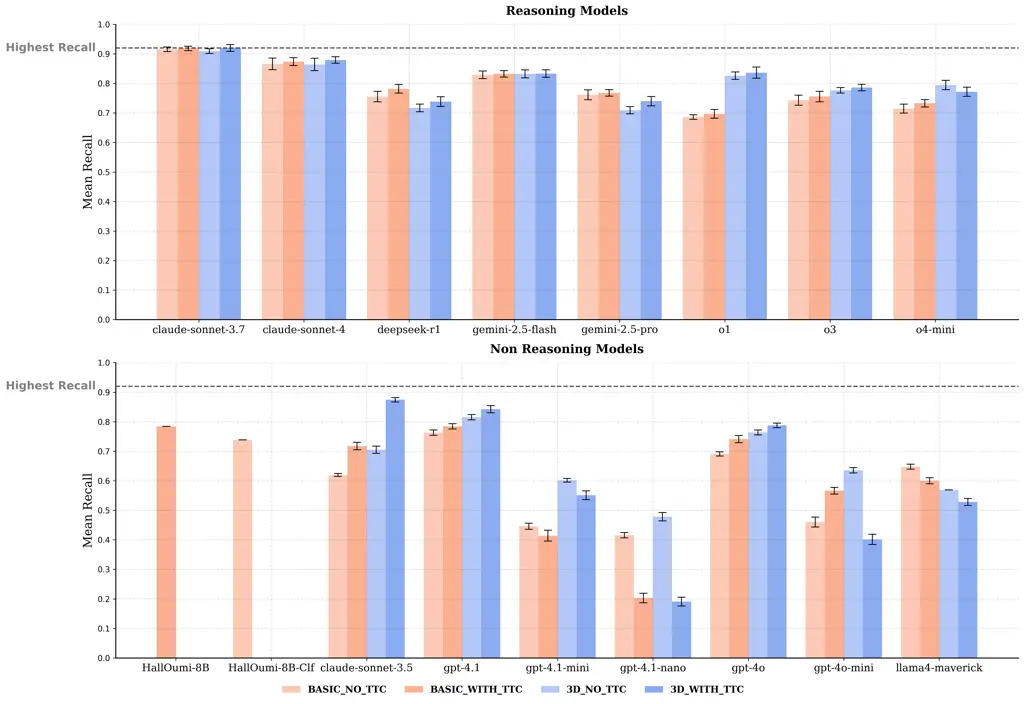 Reasoning Models
Highest Recall
Mean Recall
1.0
0.9
0.8
0.7
0.6
0.5
0.4
0.3
0.2
0.1
0.0
claude-sonnet-3.7 claude-sonnet-4 deepseek-r1 gemini-2.5-flash gemini-2.5-pro o1 o3 o4-mini
Non Reasoning Models
Highest Recall
Mean Recall
1.0
0.9
0.8
0.7
0.6
0.5
0.4
0.3
0.2
0.1
0.0
HallOumi-8B HallOumi-8B-Clf claude-sonnet-3.5 gpt-4.1 gpt-4.1-mini gpt-4.1-nano gpt-4o gpt-4o-mini llama4-maverick
BASIC_NO_TTC BASIC_WITH_TTC 3D_NO_TTC 3D_WITH_TTC